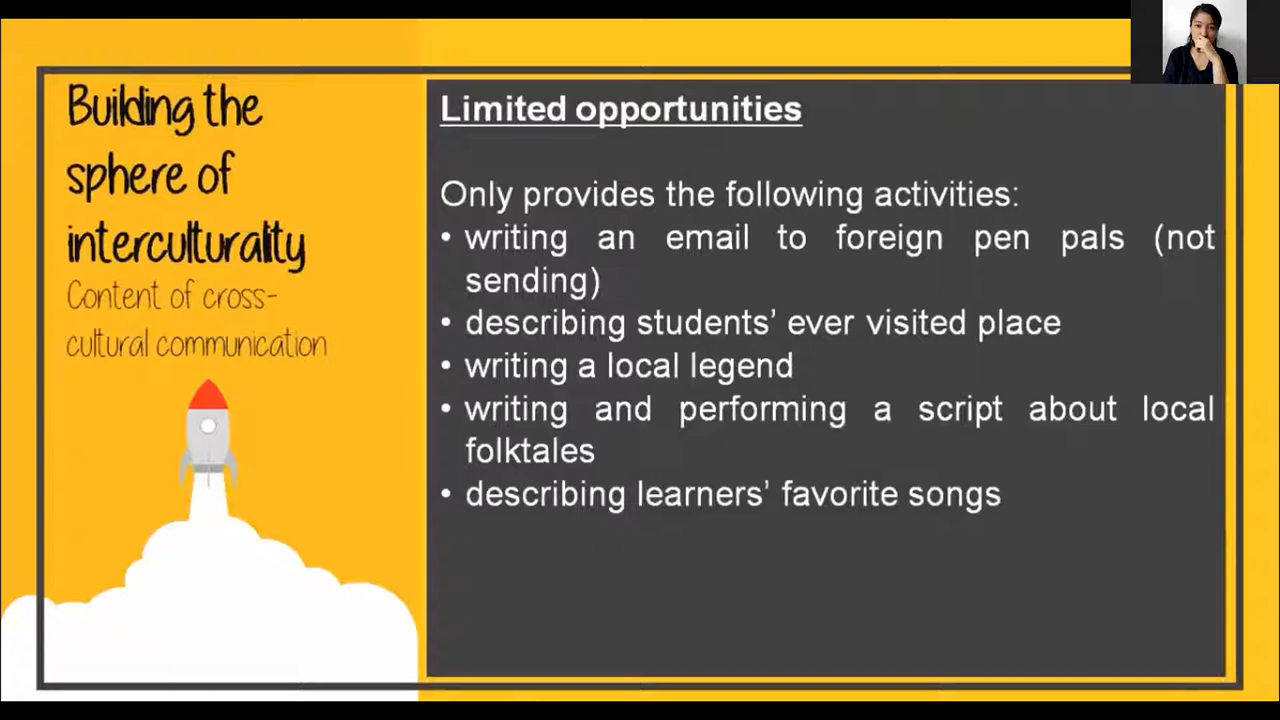 Building the
sphere of
interculturality
Content of cross-
cultural communication
Limited opportunities
Only provides the following activities:
• writing an email to foreign pen pals (not
sending)
• describing students’ ever visited place
• writing a local legend
• writing and performing a script about local
folktales
• describing learners’ favorite songs